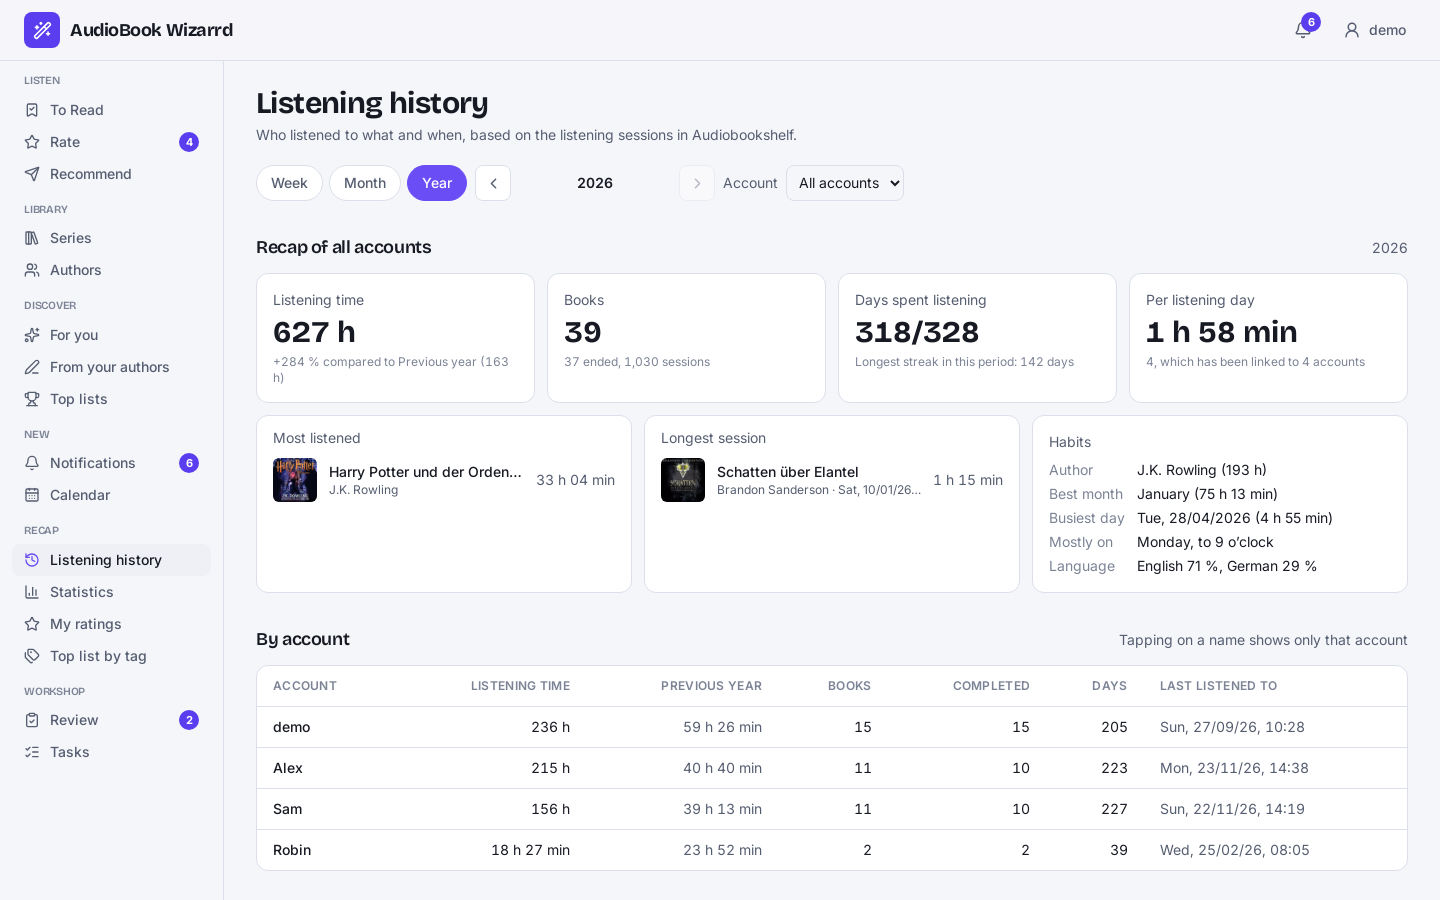 AudioBook Wizarrd
6
demo
LISTEN
To Read
Rate
4
Recommend
LIBRARY
Series
Authors
DISCOVER
For you
From your authors
Top lists
NEW
Notifications
6
Calendar
RECAP
Listening history
Statistics
My ratings
Top list by tag
WORKSHOP
Review
2
Tasks
Listening history
Who listened to what and when, based on the listening sessions in Audiobookshelf.
Week
Month
Year
2026
Account
All accounts
Recap of all accounts
2026
Listening time
627 h
+284 % compared to Previous year (163
h)
Books
39
37 ended, 1,030 sessions
Days spent listening
318/328
Longest streak in this period: 142 days
Per listening day
1 h 58 min
4, which has been linked to 4 accounts
Most listened
Harry Potter und der Orden…
J.K. Rowling
33 h 04 min
Longest session
Schatten über Elantel
Brandon Sanderson · Sat, 10/01/26…
1 h 15 min
Habits
Author J.K. Rowling (193 h)
Best month January (75 h 13 min)
Busiest day Tue, 28/04/2026 (4 h 55 min)
Mostly on Monday, to 9 o’clock
Language English 71 %, German 29 %
By account
Tapping on a name shows only that account
ACCOUNT LISTENING TIME PREVIOUS YEAR BOOKS COMPLETED DAYS LAST LISTENED TO
demo 236 h 59 h 26 min 15 15 205 Sun, 27/09/26, 10:28
Alex 215 h 40 h 40 min 11 10 223 Mon, 23/11/26, 14:38
Sam 156 h 39 h 13 min 11 10 227 Sun, 22/11/26, 14:19
Robin 18 h 27 min 23 h 52 min 2 2 39 Wed, 25/02/26, 08:05